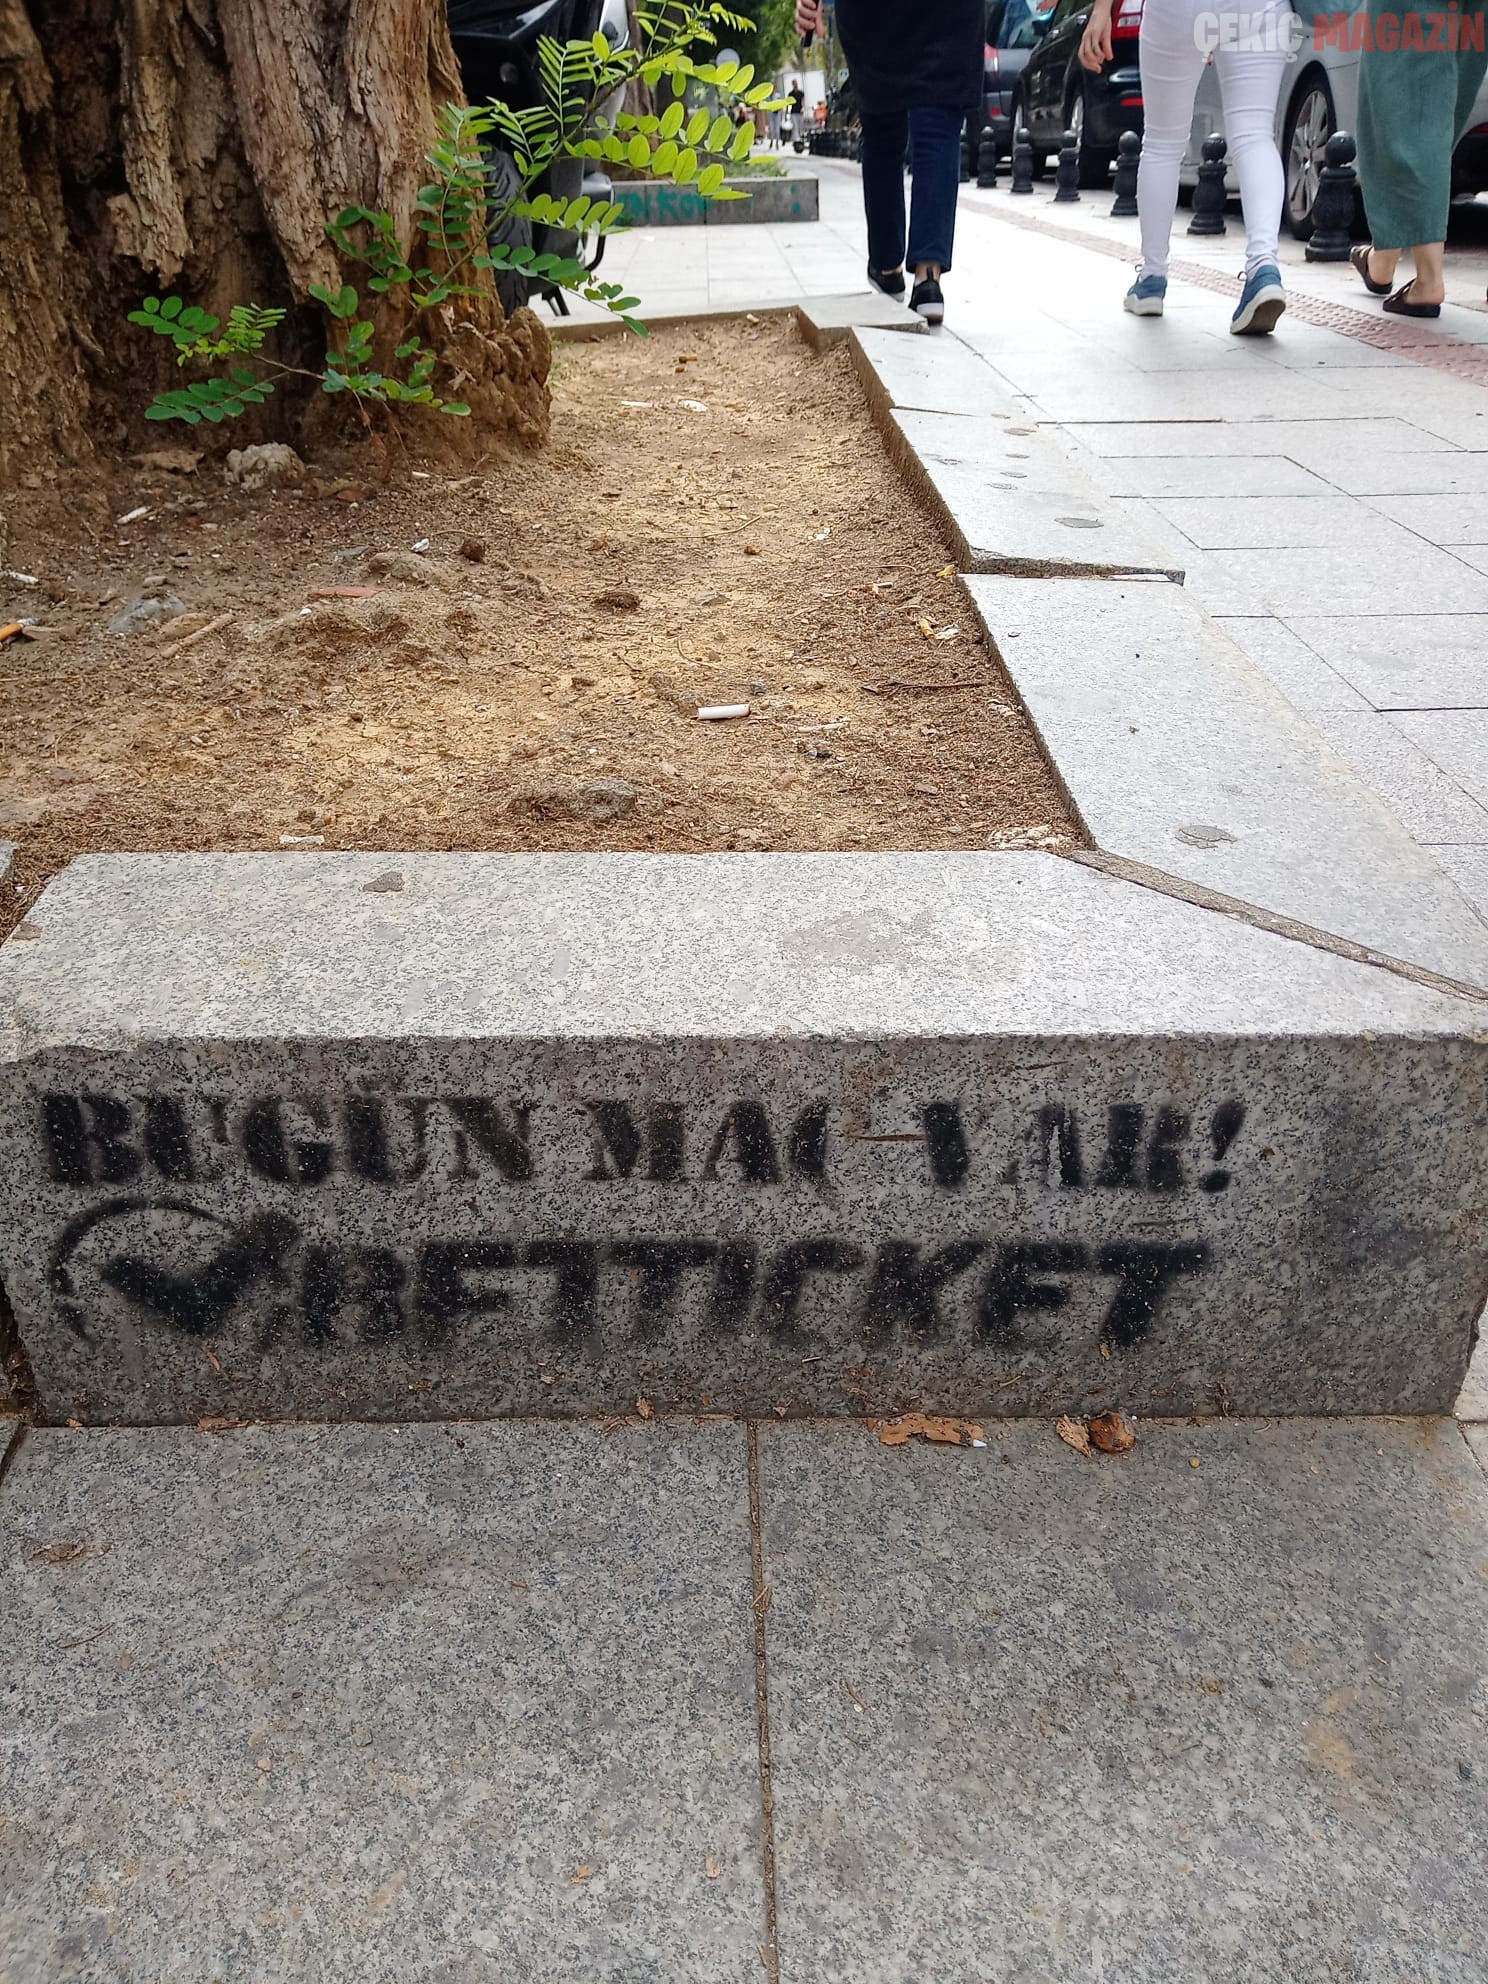 ÇEKİÇ MAGAZİN
BUGÜN MAÇ VAR!
BETTICKET